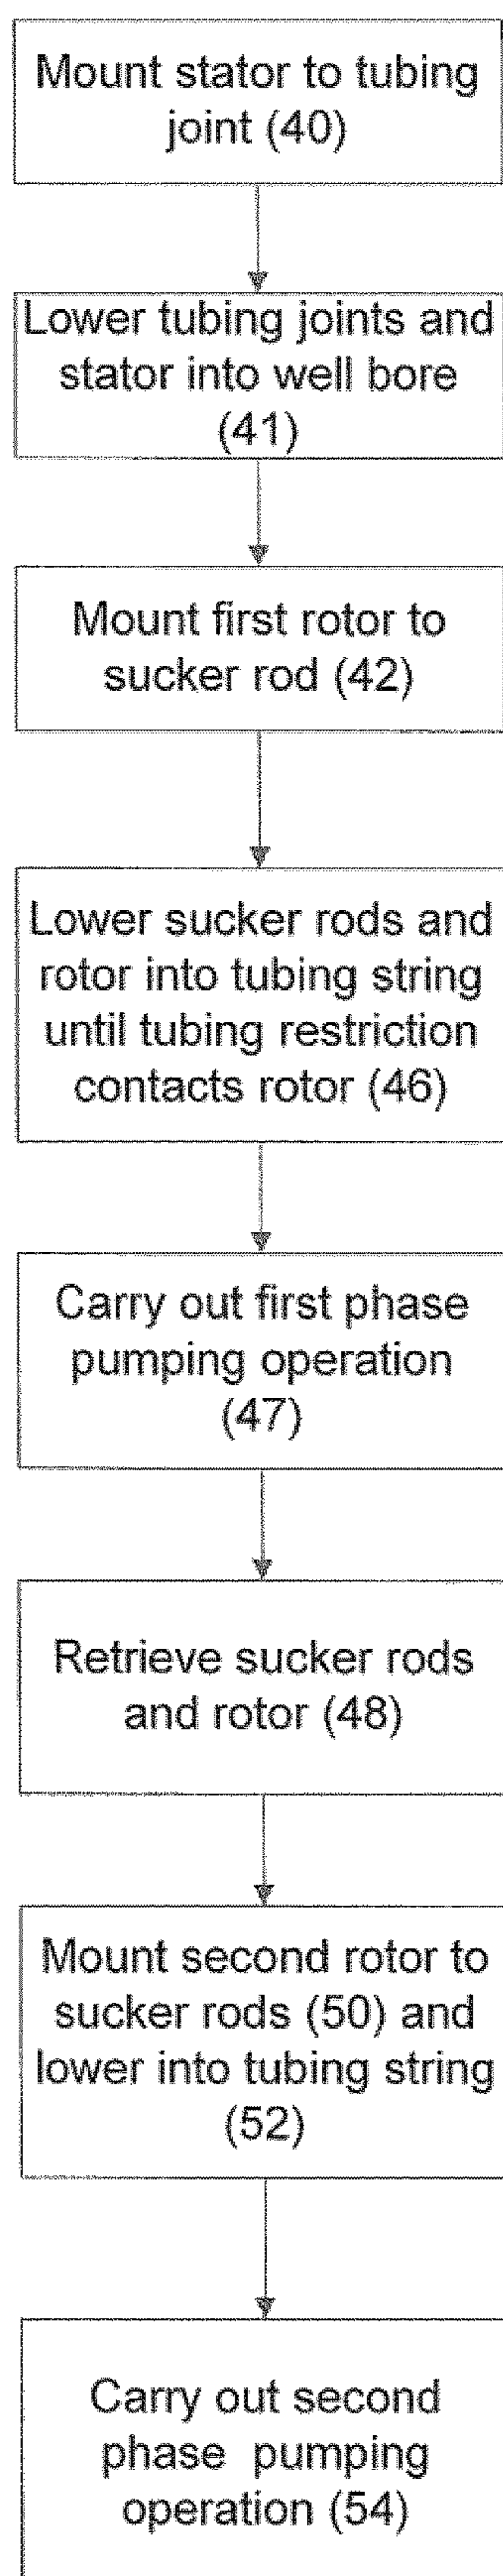 Mount stator to tubing
joint (40)
Lower tubing joints and
stator into well bore
(41)
Mount first rotor to
sucker rod (42)
Lower sucker rods and
rotor into tubing string
until tubing restriction
contacts rotor (46)
Carry out first phase
pumping operation
(47)
Retrieve sucker rods
and rotor (48)
Mount second rotor to
sucker rods (50) and
lower into tubing string
(52)
Carry out second
phase pumping
operation (54)